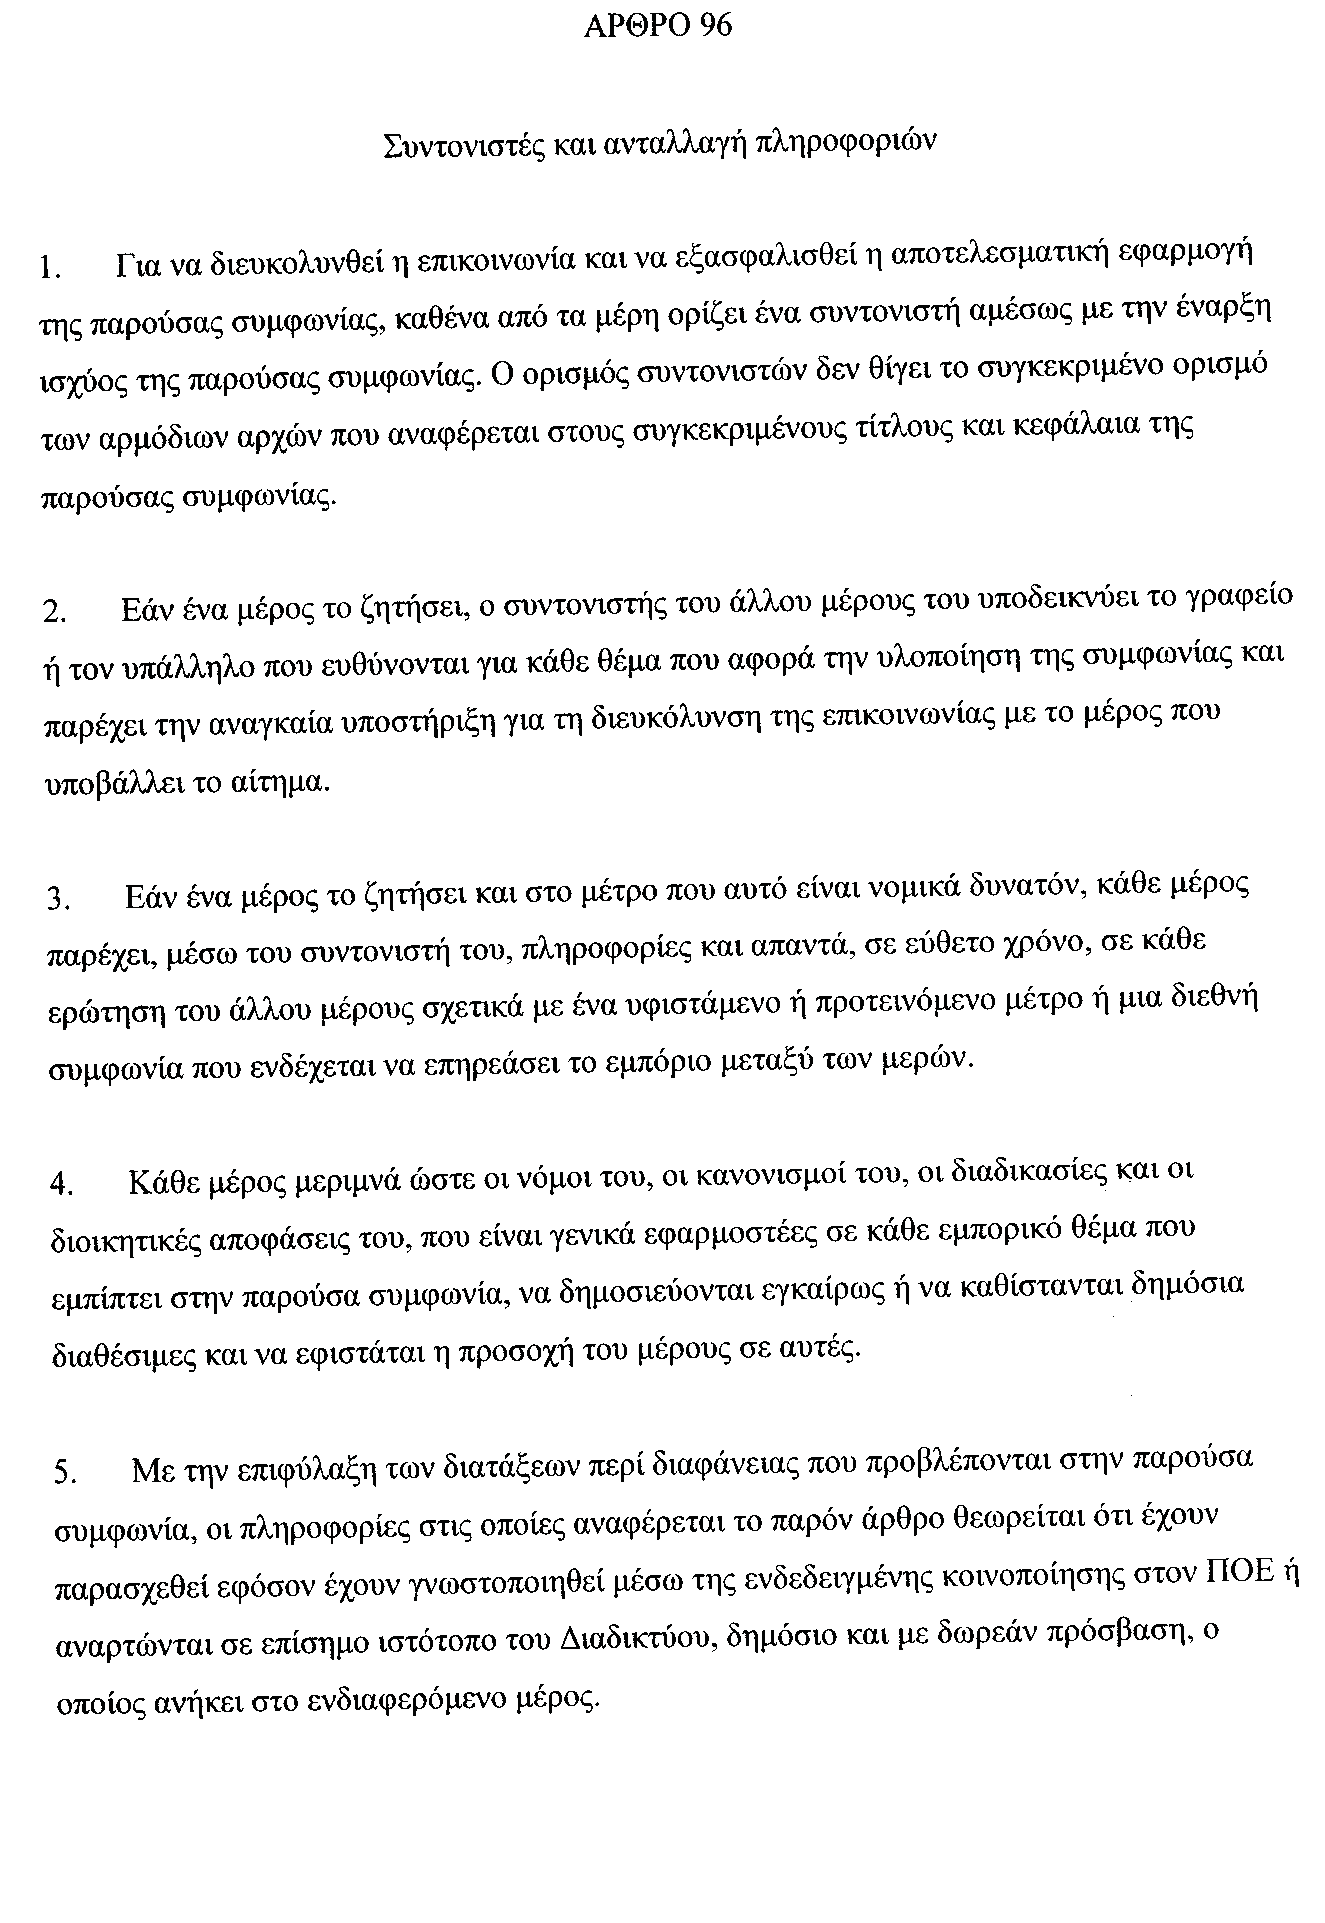 ΑΡΘΡΟ 96
Συντονιστές και ανταλλαγή πληροφοριών
1. Για να διευκολυνθεί η επικοινωνία και να εξασφαλισθεί η αποτελεσματική εφαρμογή
της παρούσας συμφωνίας, καθένα από τα μέρη ορίζει ένα συντονιστή αμέσως με την έναρξη
ισχύος της παρούσας συμφωνίας. Ο ορισμός συντονιστών δεν θίγει το συγκεκριμένο ορισμό
των αρμόδιων αρχών που αναφέρεται στους συγκεκριμένους τίτλους και κεφάλαια της
παρούσας συμφωνίας.
2. Εάν ένα μέρος το ζητήσει, ο συντονιστής του άλλου μέρους του υποδεικνύει το γραφείο
ή τον υπάλληλο που ευθύνονται για κάθε θέμα που αφορά την υλοποίηση της συμφωνίας και
παρέχει την αναγκαία υποστήριξη για τη διευκόλυνση της επικοινωνίας με το μέρος που
υποβάλλει το αίτημα.
3. Εάν ένα μέρος το ζητήσει και στο μέτρο που αυτό είναι νομικά δυνατόν, κάθε μέρος
παρέχει, μέσω του συντονιστή του, πληροφορίες και απαντά, σε εύθετο χρόνο, σε κάθε
ερώτηση του άλλου μέρους σχετικά με ένα υφιστάμενο ή προτεινόμενο μέτρο ή μια διεθνή
συμφωνία που ενδέχεται να επηρεάσει το εμπόριο μεταξύ των μερών.
4. Κάθε μέρος μεριμνά ώστε οι νόμοι του, οι κανονισμοί του, οι διαδικασίες και οι
διοικητικές αποφάσεις του, που είναι γενικά εφαρμοστέες σε κάθε εμπορικό θέμα που
εμπίπτει στην παρούσα συμφωνία, να δημοσιεύονται εγκαίρως ή να καθίστανται δημόσια
διαθέσιμες και να εφιστάται η προσοχή του μέρους σε αυτές.
5. Με την επιφύλαξη των διατάξεων περί διαφάνειας που προβλέπονται στην παρούσα
συμφωνία, οι πληροφορίες στις οποίες αναφέρεται το παρόν άρθρο θεωρείται ότι έχουν
παρασχεθεί εφόσον έχουν γνωστοποιηθεί μέσω της ενδεδειγμένης κοινοποίησης στον ΠΟΕ ή
αναρτώνται σε επίσημο ιστότοπο του Διαδικτύου, δημόσιο και με δωρεάν πρόσβαση, ο
οποίος ανήκει στο ενδιαφερόμενο μέρος.